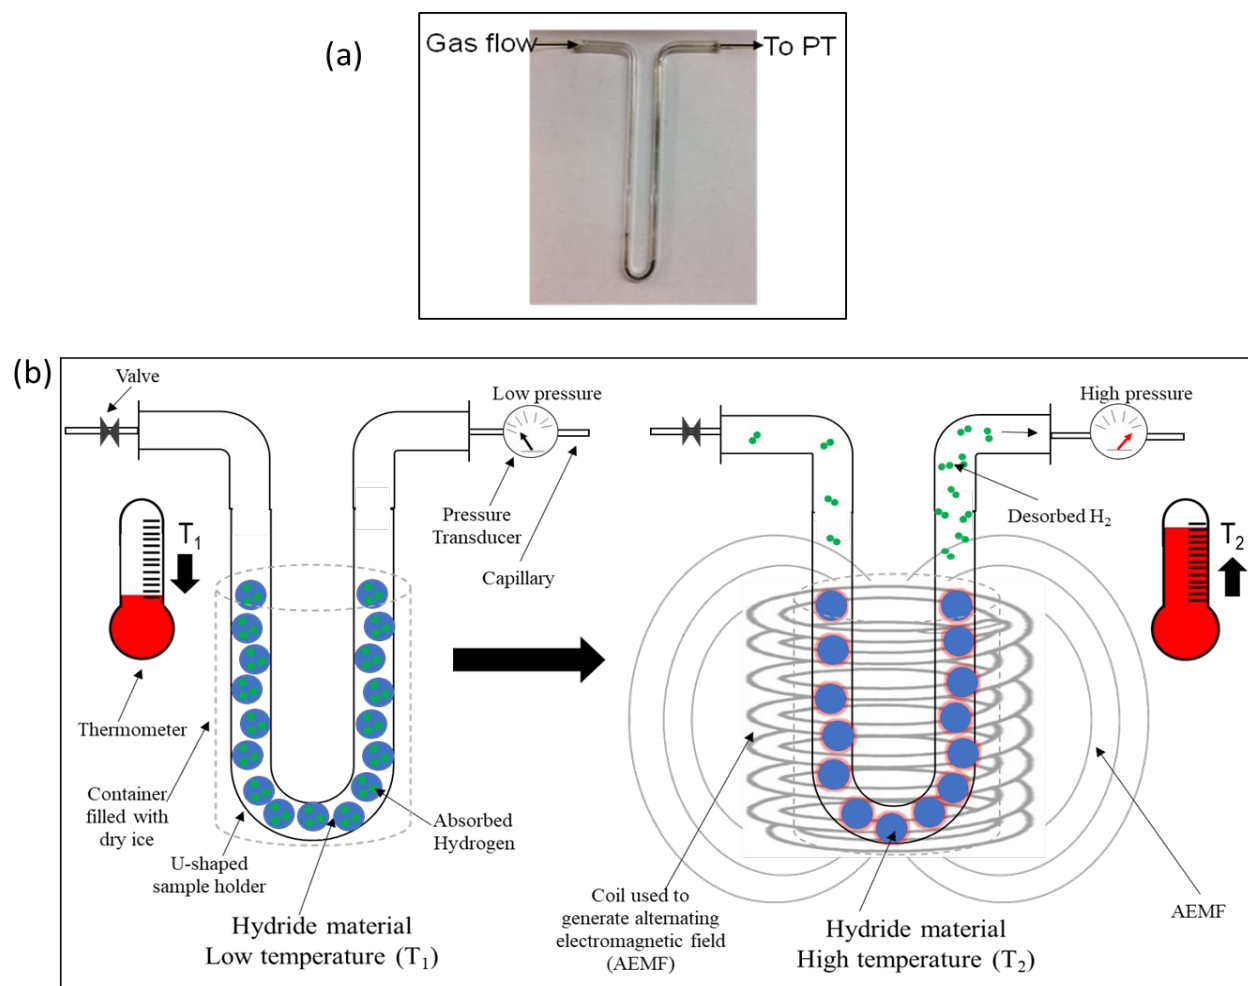 (a)
Gas flow
To PT
(b)
Valve
Low pressure
Pressure
Transducer
Capillary
T1
Thermometer
Container
filled with
dry ice
U-shaped
sample holder
Absorbed
Hydrogen
Hydride material
Low temperature (T1)
High pressure
Desorbed H2
T2
Coil used to
generate alternating
electromagnetic field
(AEMF)
AEMF
Hydride material
High temperature (T2)